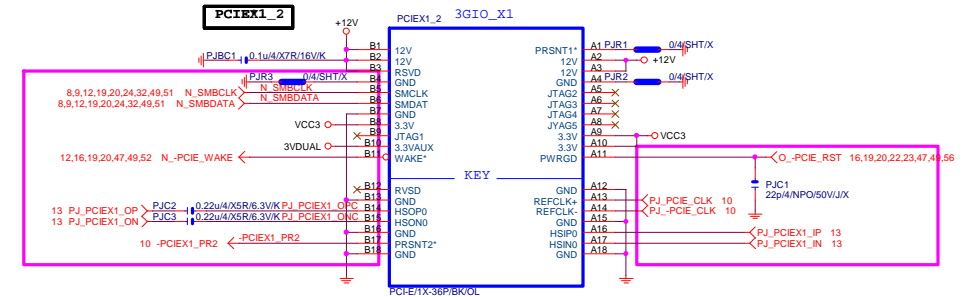 PCIEX1_2
+12V
PCIEX1_2
3GIO_X1
PJBC1 0.1u/4/X7R/16V/K
B1 12V
B2 12V
B3 RSVD
PJR3 0/4/SHT/X
B4 GND
8,9,12,19,20,24,32,49,51 N_SMBCLK N_SMBCLK B5 SMCLK
8,9,12,19,20,24,32,49,51 N_SMBDATA N_SMBDATA B6 SMDAT
B7 GND
VCC3 B8 3.3V
B9 JTAG1
3VDUAL B10 3.3VAUX
12,16,19,20,47,49,52 N_-PCIE_WAKE B11 WAKE*
KEY
B12 RVSD
B13 GND
13 PJ_PCIEX1_OP PJC2 0.22u/4/X5R/6.3V/K PJ_PCIEX1_OPC B14 HSOP0
13 PJ_PCIEX1_ON PJC3 0.22u/4/X5R/6.3V/K PJ_PCIEX1_ONC B15 HSON0
B16 GND
10 -PCIEX1_PR2 -PCIEX1_PR2 B17 PRSNT2*
B18 GND
PRSNT1* A1 PJR1 0/4/SHT/X
12V A2 +12V
12V A3
GND A4 PJR2 0/4/SHT/X
JTAG2 A5
JTAG3 A6
JTAG4 A7
JYAG5 A8
3.3V A9 VCC3
3.3V A10
PWRGD A11 O_-PCIE_RST 16,19,20,22,23,47,49,56
PJC1
22p/4/NPO/50V/J/X
GND A12
REFCLK+ A13 PJ_PCIE_CLK 10
REFCLK- A14 PJ_-PCIE_CLK 10
GND A15
HSIP0 A16 PJ_PCIEX1_IP 13
HSIN0 A17 PJ_PCIEX1_IN 13
GND A18
PCI-E/1X-36P/BK/OL